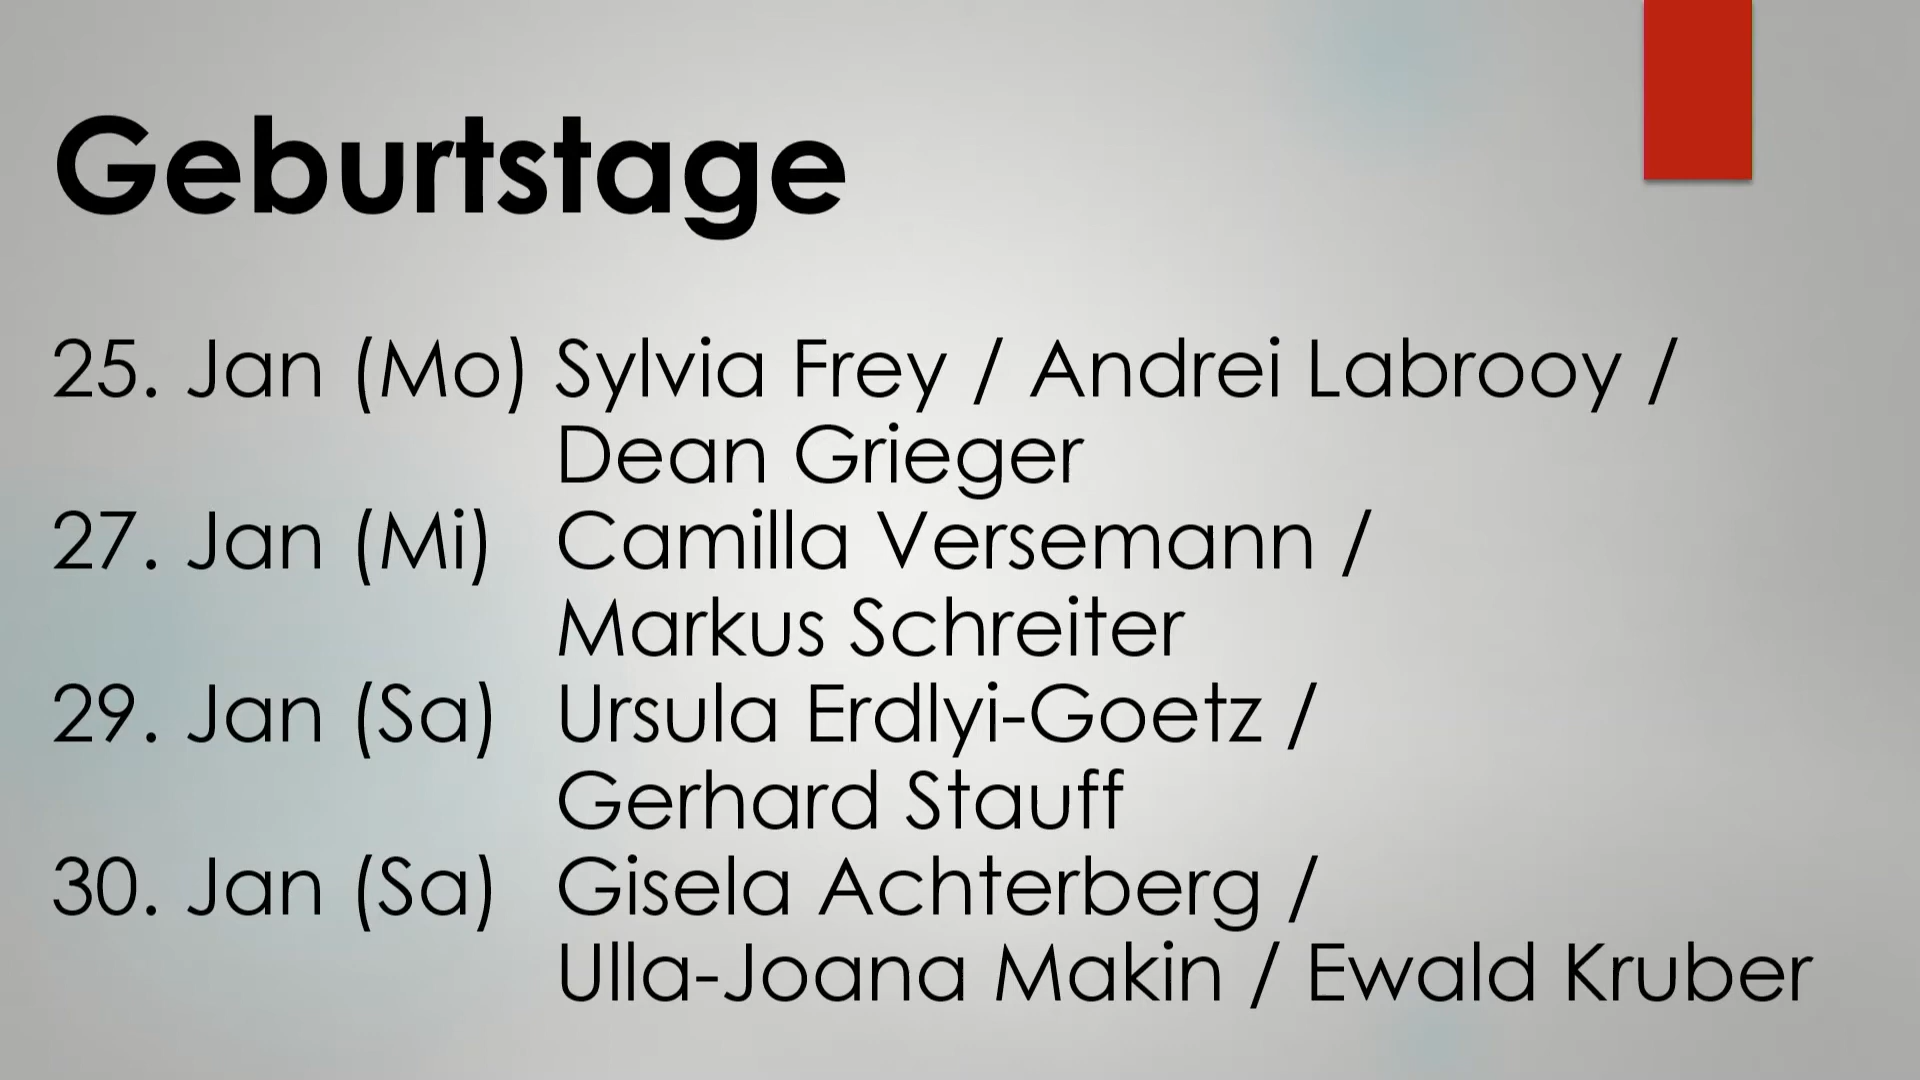 Geburtstage
25. Jan (Mo) Sylvia Frey / Andrei Labrooy /
Dean Grieger
27. Jan (Mi) Camilla Versemann /
Markus Schreiter
29. Jan (Sa) Ursula Erdlyi-Goetz /
Gerhard Stauff
30. Jan (Sa) Gisela Achterberg /
Ulla-Joana Makin / Ewald Kruber